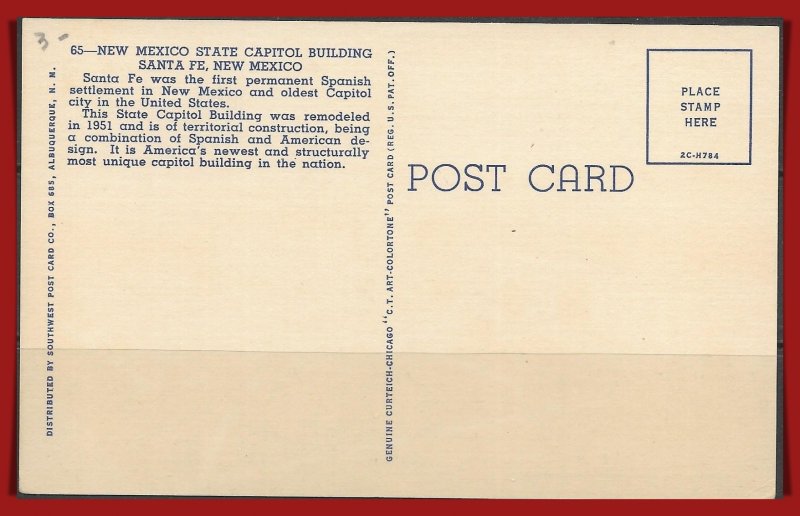 3-
65—NEW MEXICO STATE CAPITOL BUILDING
SANTA FE, NEW MEXICO
Santa Fe was the first permanent Spanish
settlement in New Mexico and oldest Capitol
city in the United States.
This State Capitol Building was remodeled
in 1951 and is of territorial construction, being
a combination of Spanish and American de-
sign. It is America's newest and structurally
most unique capitol building in the nation.
DISTRIBUTED BY SOUTHWEST POST CARD CO., BOX 685, ALBUQUERQUE, N. M.
GENUINE CURTEICH-CHICAGO "C.T. ART-COLORTONE" POST CARD (REG. U.S. PAT. OFF.)
POST CARD
PLACE
STAMP
HERE
2C-H784